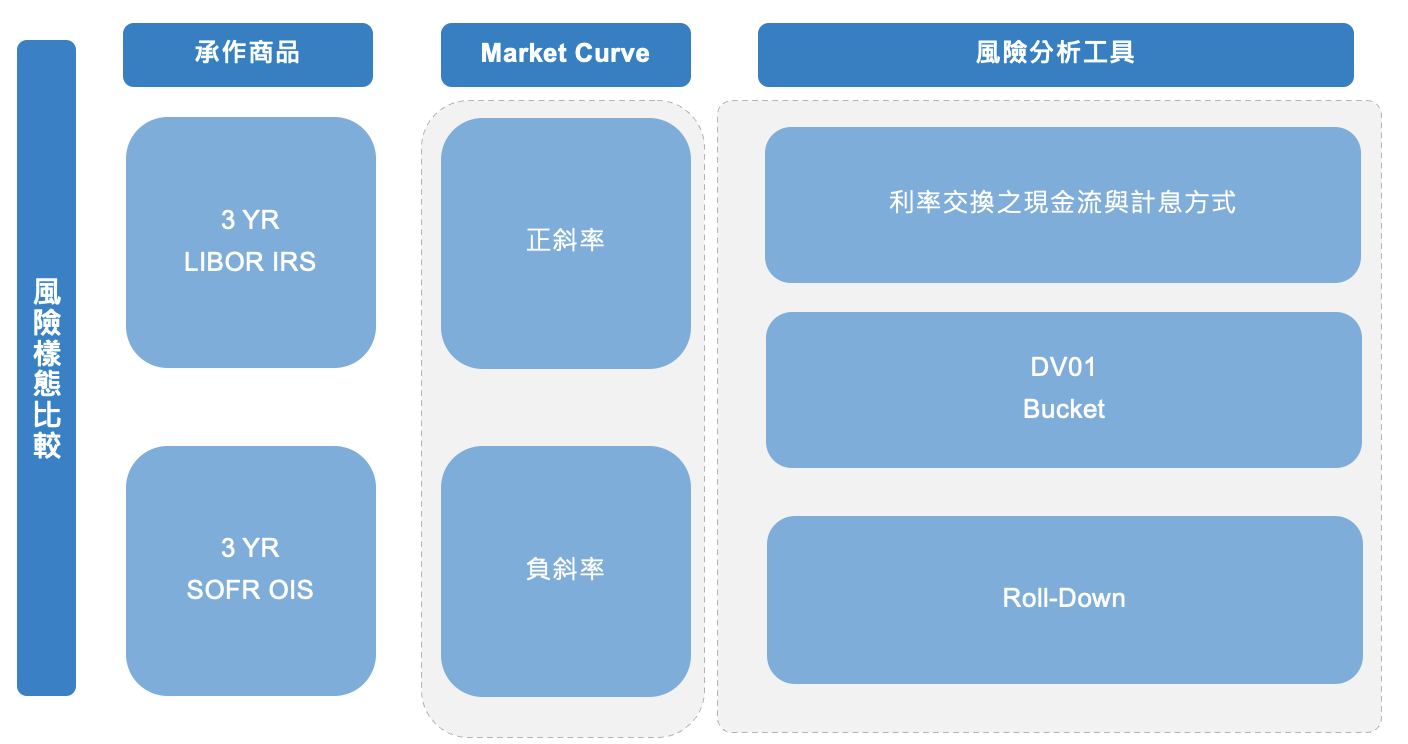 風險樣態比較
承作商品
Market Curve
風險分析工具
3 YR
LIBOR IRS
正斜率
利率交換之現金流與計息方式
DV01
Bucket
3 YR
SOFR OIS
負斜率
Roll-Down